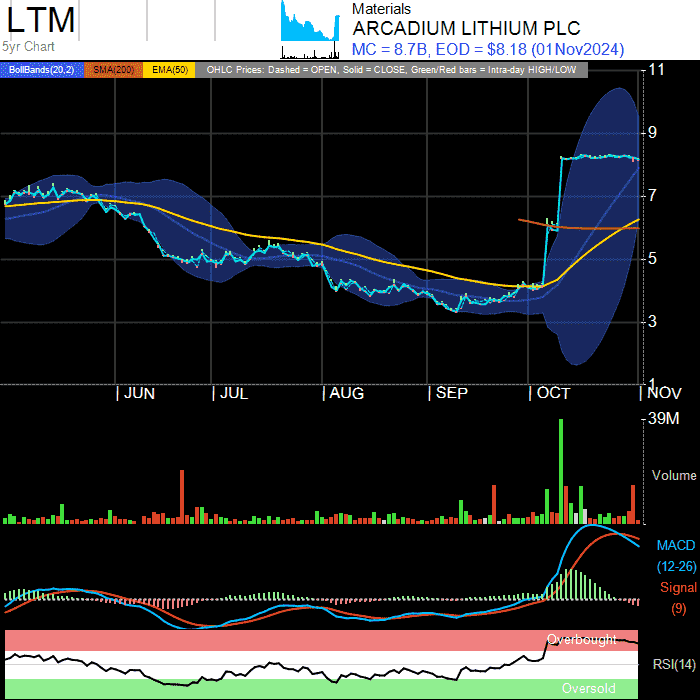 LTM
5yr Chart
Materials
ARCADIUM LITHIUM PLC
MC = 8.7B, EOD = $8.18 (01Nov2024)
BollBands(20,2) SMA(200) EMA(50) OHLC Prices: Dashed = OPEN, Solid = CLOSE, Green/Red bars = Intra-day HIGH/LOW
11
9
7
5
3
1
JUN JUL AUG SEP OCT NOV
39M
Volume
MACD
(12-26)
Signal
(9)
Overbought
RSI(14)
Oversold